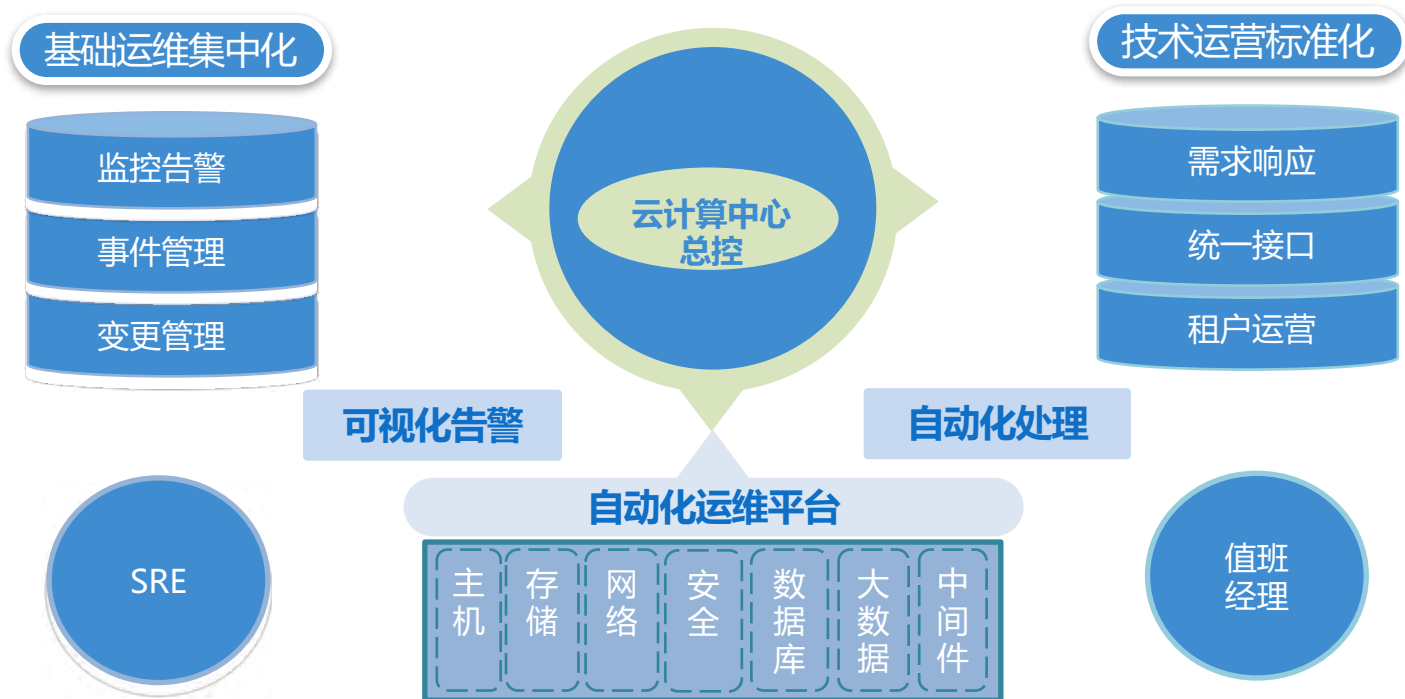 基础运维集中化
监控告警
事件管理
变更管理
云计算中心
总控
技术运营标准化
需求响应
统一接口
租户运营
可视化告警
自动化处理
自动化运维平台
主机
存储
网络
安全
数据库
大数据
中间件
SRE
值班
经理